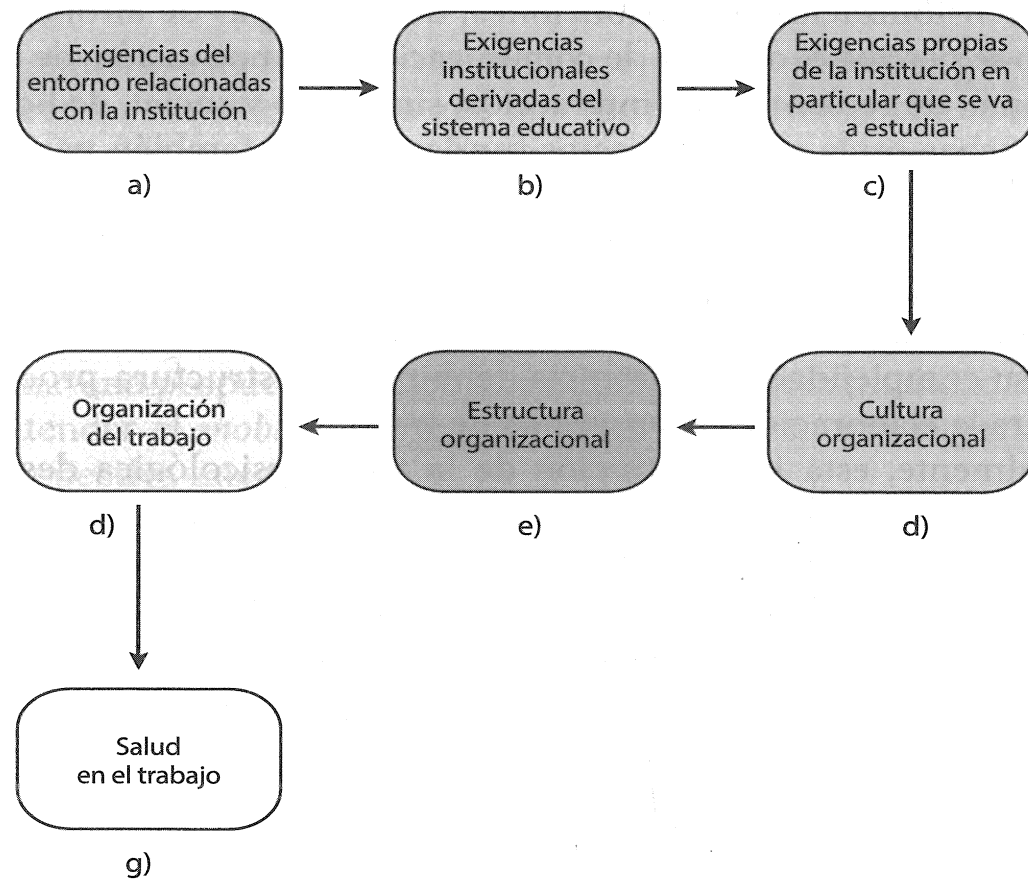 Exigencias del
entorno relacionadas
con la institución
a)
Exigencias
institucionales
derivadas del
sistema educativo
b)
Exigencias propias
de la institución en
particular que se va
a estudiar
c)
Organización
del trabajo
d)
Estructura
organizacional
e)
Cultura
organizacional
d)
Salud
en el trabajo
g)